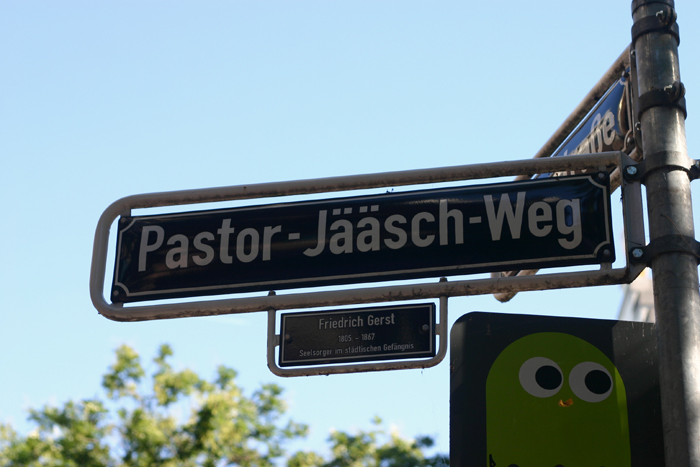 Pastor-Jääsch-Weg
Friedrich Gerst
1805 - 1867
Seelsorger im städtischen Gefängnis